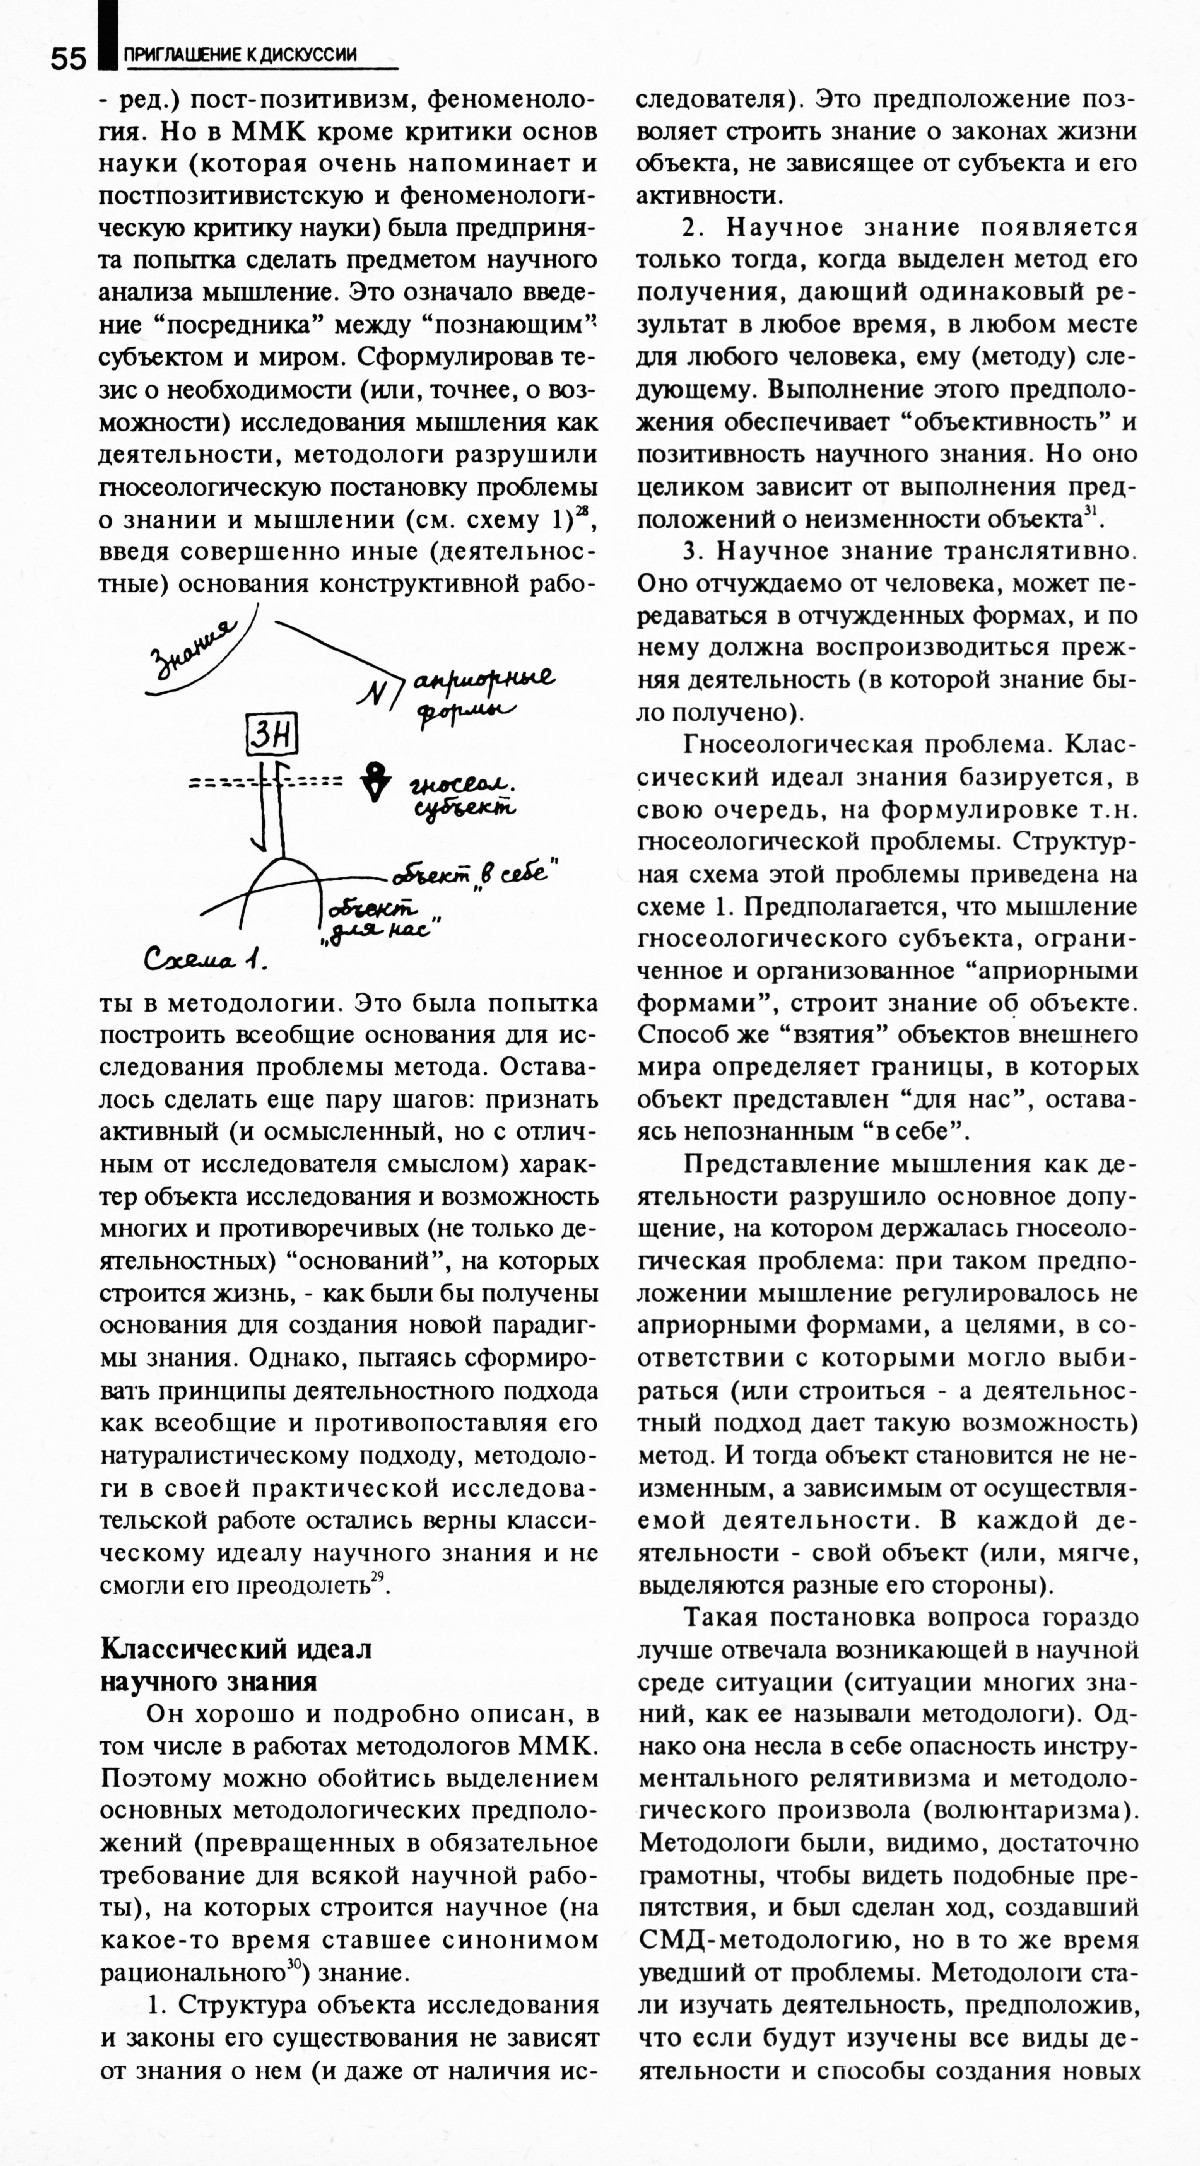 55 ПРИГЛАШЕНИЕ К ДИСКУССИИ
- ред.) пост-позитивизм, феноменоло-
гия. Но в ММК кроме критики основ
науки (которая очень напоминает и
постпозитивистскую и феноменологи-
ческую критику науки) была предприня-
та попытка сделать предметом научного
анализа мышление. Это означало введе-
ние “посредника” между “познающим”
субъектом и миром. Сформулировав те-
зис о необходимости (или, точнее, о воз-
можности) исследования мышления как
деятельности, методологи разрушили
гносеологическую постановку проблемы
о знании и мышлении (см. схему 1)²⁸,
введя совершенно иные (деятельнос-
тные) основания конструктивной рабо-
Знания
N
априорные
формы
ЗН
гносеол.
субъект
объект „в себе"
объект
„для нас"
Схема 1.
ты в методологии. Это была попытка
построить всеобщие основания для ис-
следования проблемы метода. Остава-
лось сделать еще пару шагов: признать
активный (и осмысленный, но с отлич-
ным от исследователя смыслом) харак-
тер объекта исследования и возможность
многих и противоречивых (не только де-
ятельностных) “оснований”, на которых
строится жизнь, - как были бы получены
основания для создания новой парадиг-
мы знания. Однако, пытаясь сформиро-
вать принципы деятельностного подхода
как всеобщие и противопоставляя его
натуралистическому подходу, методоло-
ги в своей практической исследова-
тельской работе остались верны класси-
ческому идеалу научного знания и не
смогли его преодолеть²⁹.
Классический идеал
научного знания
Он хорошо и подробно описан, в
том числе в работах методологов ММК.
Поэтому можно обойтись выделением
основных методологических предполо-
жений (превращенных в обязательное
требование для всякой научной рабо-
ты), на которых строится научное (на
какое-то время ставшее синонимом
рационального³⁰) знание.
1. Структура объекта исследования
и законы его существования не зависят
от знания о нем (и даже от наличия ис-
следователя). Это предположение поз-
воляет строить знание о законах жизни
объекта, не зависящее от субъекта и его
активности.
2. Научное знание появляется
только тогда, когда выделен метод его
получения, дающий одинаковый ре-
зультат в любое время, в любом месте
для любого человека, ему (методу) сле-
дующему. Выполнение этого предполо-
жения обеспечивает “объективность” и
позитивность научного знания. Но оно
целиком зависит от выполнения пред-
положений о неизменности объекта³¹.
3. Научное знание транслятивно.
Оно отчуждаемо от человека, может пе-
редаваться в отчужденных формах, и по
нему должна воспроизводиться преж-
няя деятельность (в которой знание бы-
ло получено).
Гносеологическая проблема. Клас-
сический идеал знания базируется, в
свою очередь, на формулировке т.н.
гносеологической проблемы. Структур-
ная схема этой проблемы приведена на
схеме 1. Предполагается, что мышление
гносеологического субъекта, ограни-
ченное и организованное “априорными
формами”, строит знание об объекте.
Способ же “взятия” объектов внешнего
мира определяет границы, в которых
объект представлен “для нас”, остава-
ясь непознанным “в себе”.
Представление мышления как де-
ятельности разрушило основное допу-
щение, на котором держалась гносеоло-
гическая проблема: при таком предпо-
ложении мышление регулировалось не
априорными формами, а целями, в со-
ответствии с которыми могло выби-
раться (или строиться - а деятельнос-
тный подход дает такую возможность)
метод. И тогда объект становится не не-
изменным, а зависимым от осуществля-
емой деятельности. В каждой де-
ятельности - свой объект (или, мягче,
выделяются разные его стороны).
Такая постановка вопроса гораздо
лучше отвечала возникающей в научной
среде ситуации (ситуации многих зна-
ний, как ее называли методологи). Од-
нако она несла в себе опасность инстру-
ментального релятивизма и методоло-
гического произвола (волюнтаризма).
Методологи были, видимо, достаточно
грамотны, чтобы видеть подобные пре-
пятствия, и был сделан ход, создавший
СМД-методологию, но в то же время
уведший от проблемы. Методологи ста-
ли изучать деятельность, предположив,
что если будут изучены все виды де-
ятельности и способы создания новых